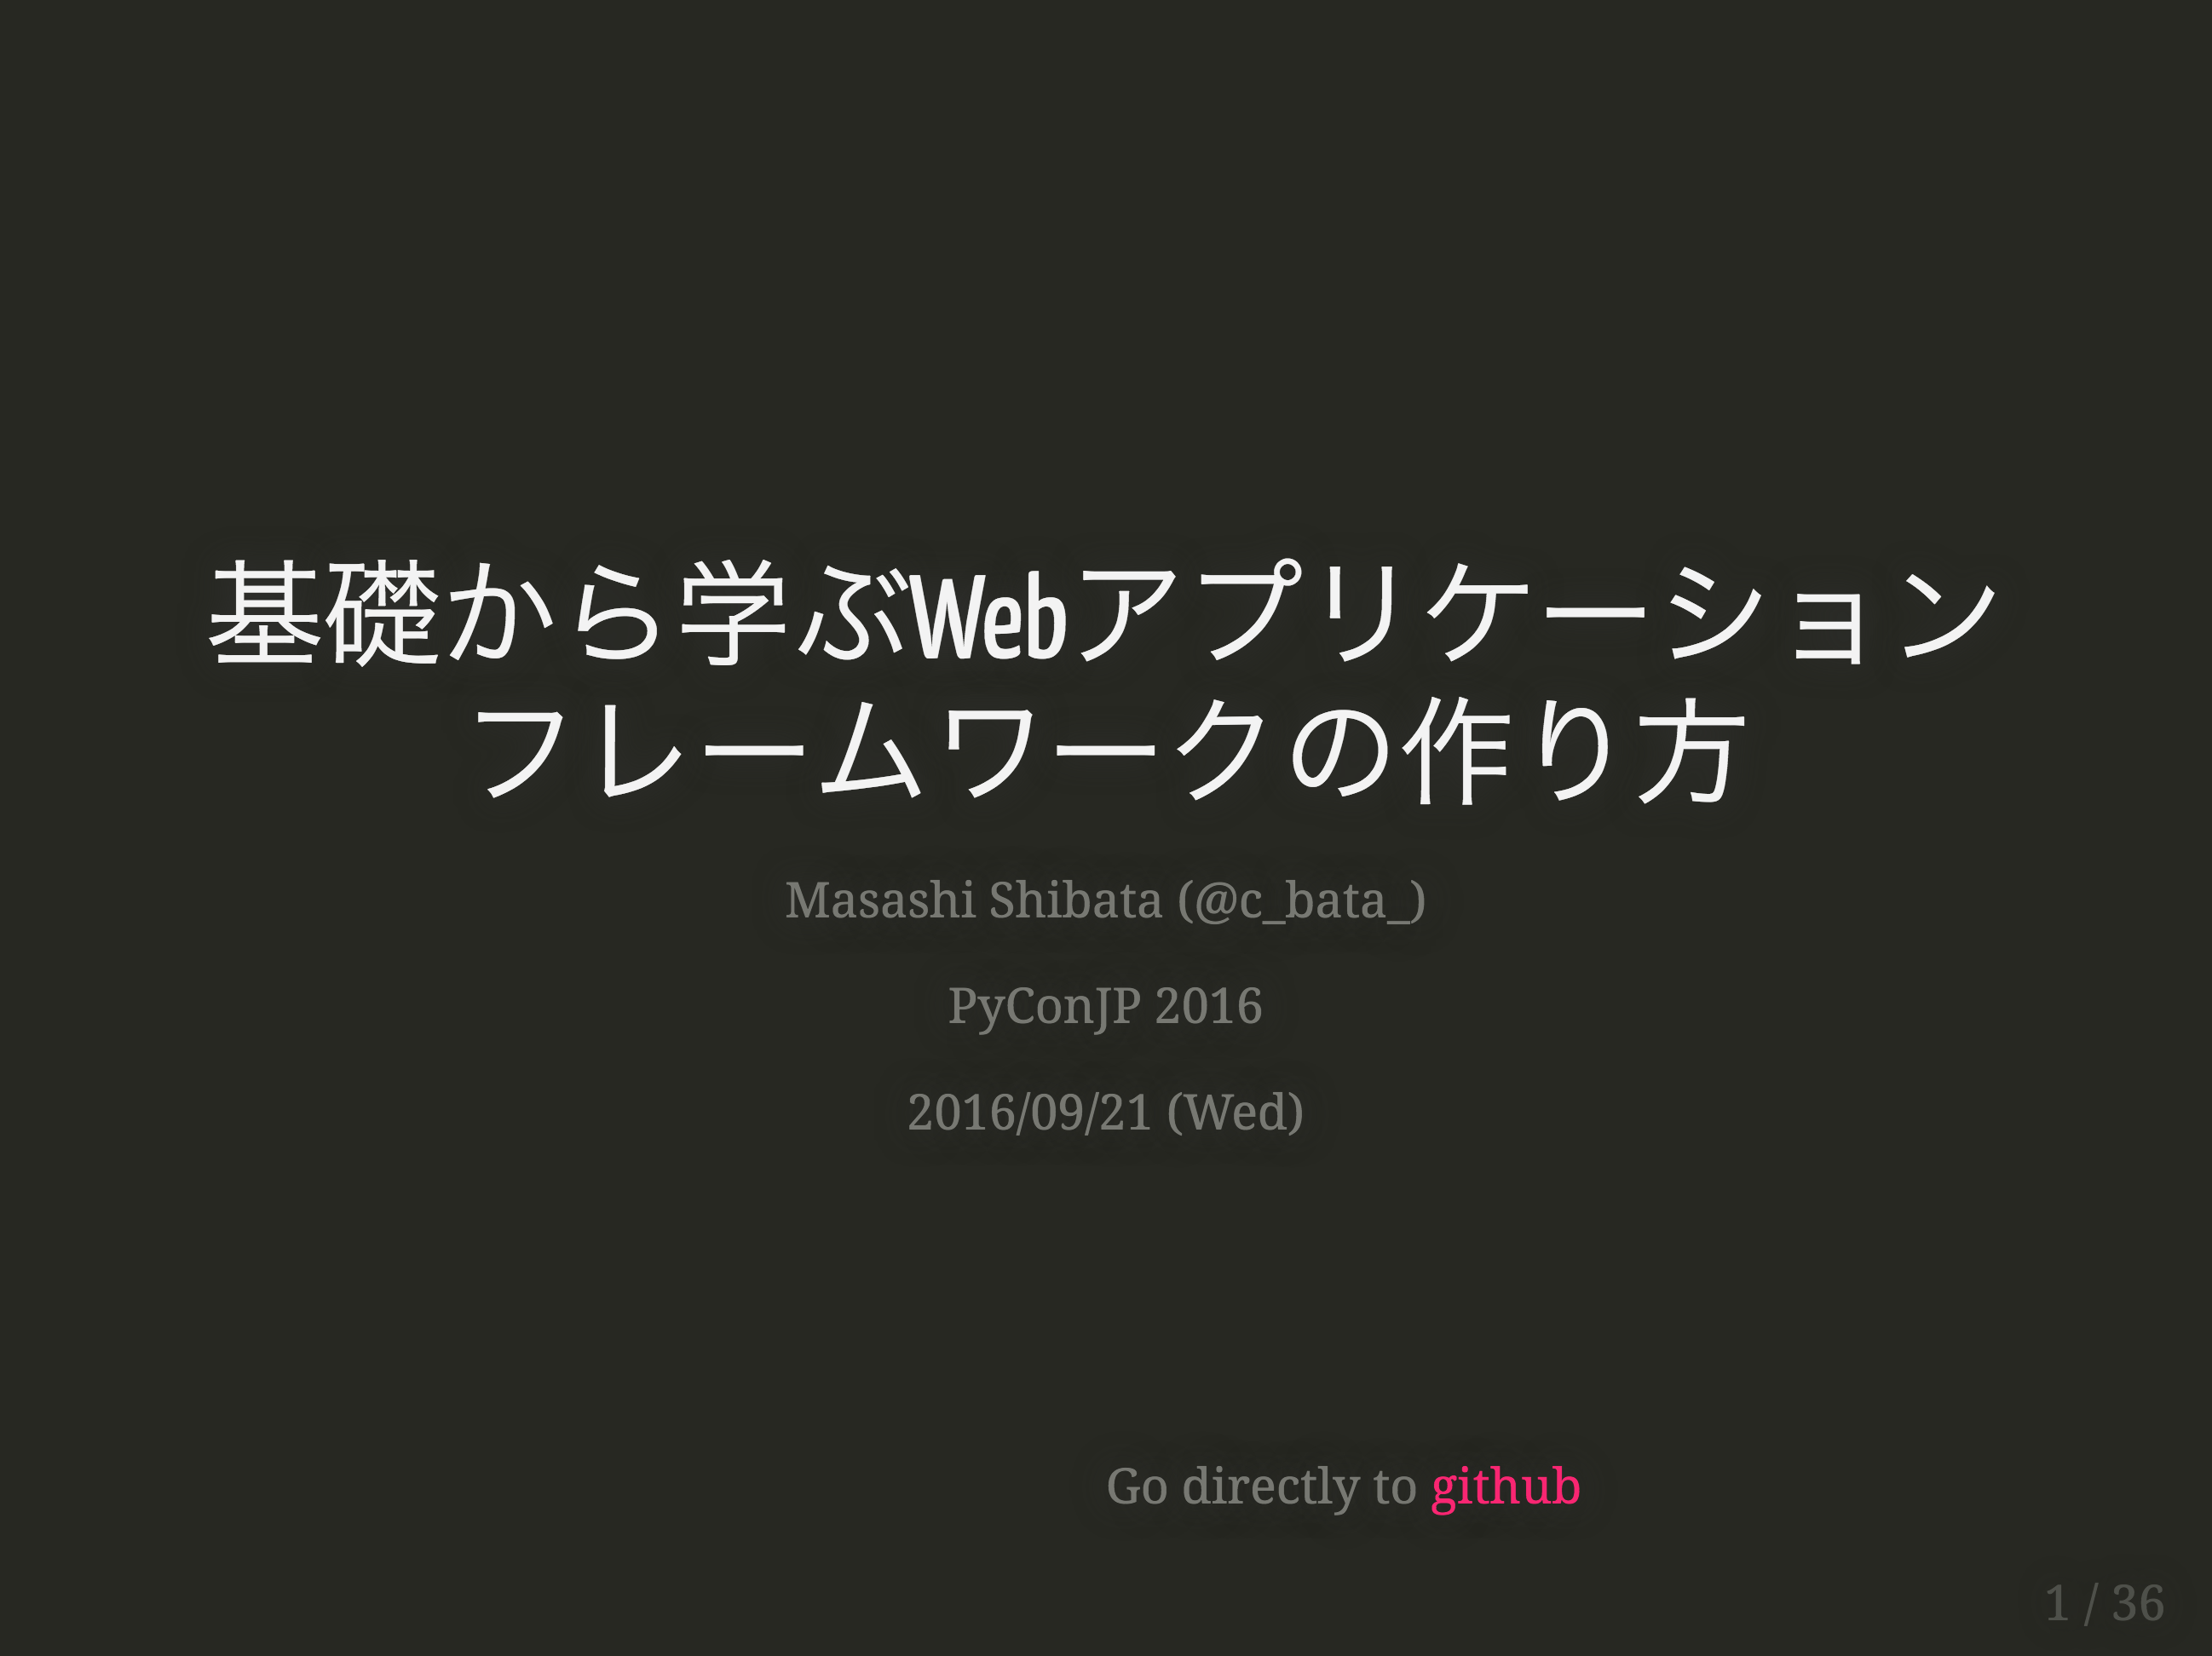 基礎から学ぶWebアプリケーション
フレームワークの作り方
Masashi Shibata (@c_bata_)
PyConJP 2016
2016/09/21 (Wed)
Go directly to github
1 / 36